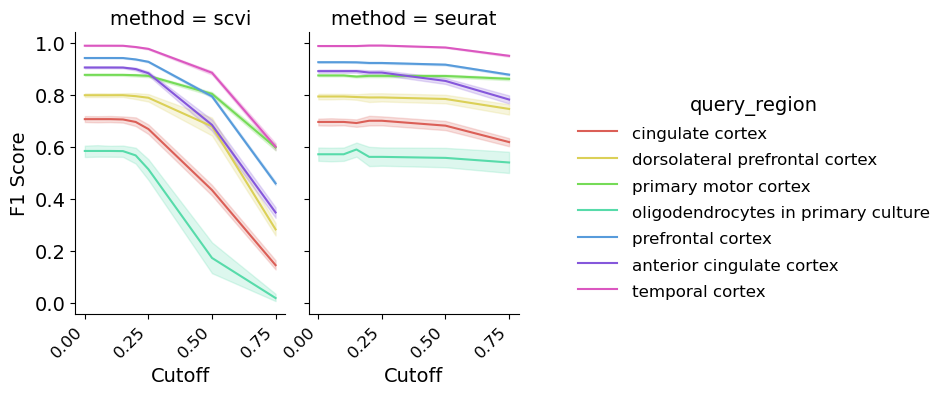 method = scvi
method = seurat
F1 Score
1.0
0.8
0.6
0.4
0.2
0.0
0.00
0.25
0.50
0.75
Cutoff
0.00
0.25
0.50
0.75
Cutoff
query_region
cingulate cortex
dorsolateral prefrontal cortex
primary motor cortex
oligodendrocytes in primary culture
prefrontal cortex
anterior cingulate cortex
temporal cortex